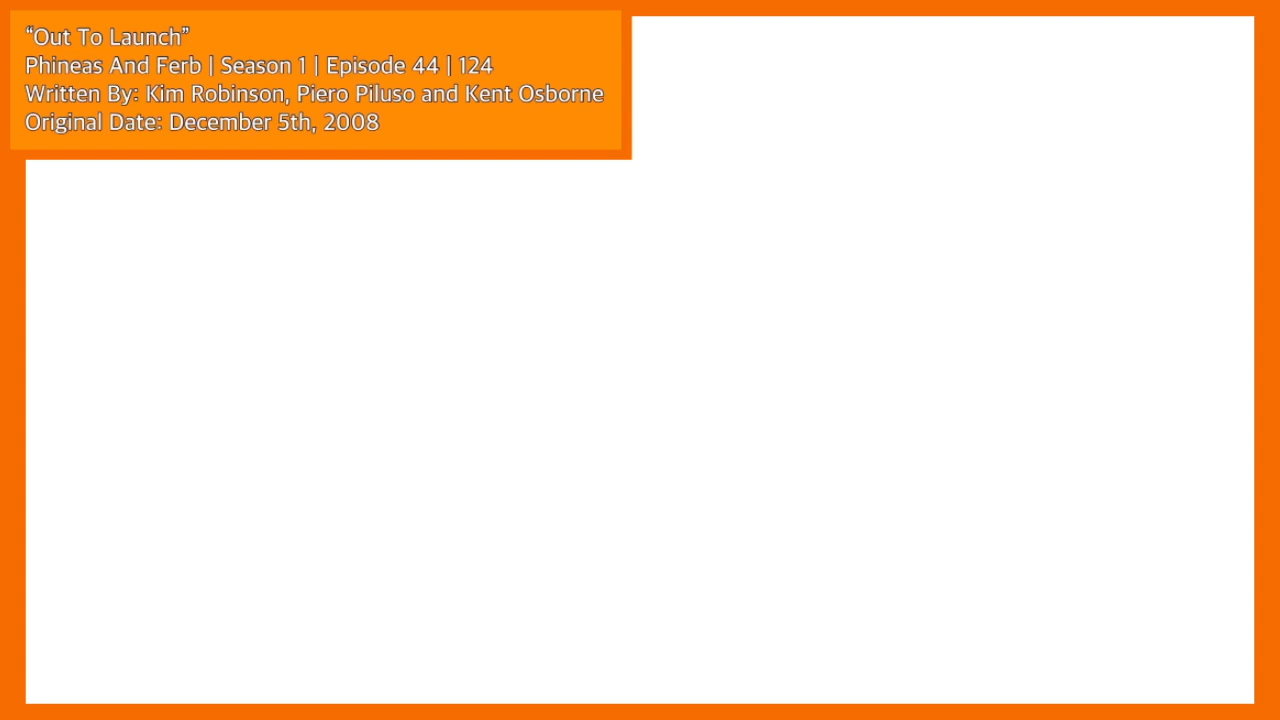 “Out To Launch”
Phineas And Ferb | Season 1 | Episode 44 | 124
Written By: Kim Robinson, Piero Piluso and Kent Osborne
Original Date: December 5th, 2008